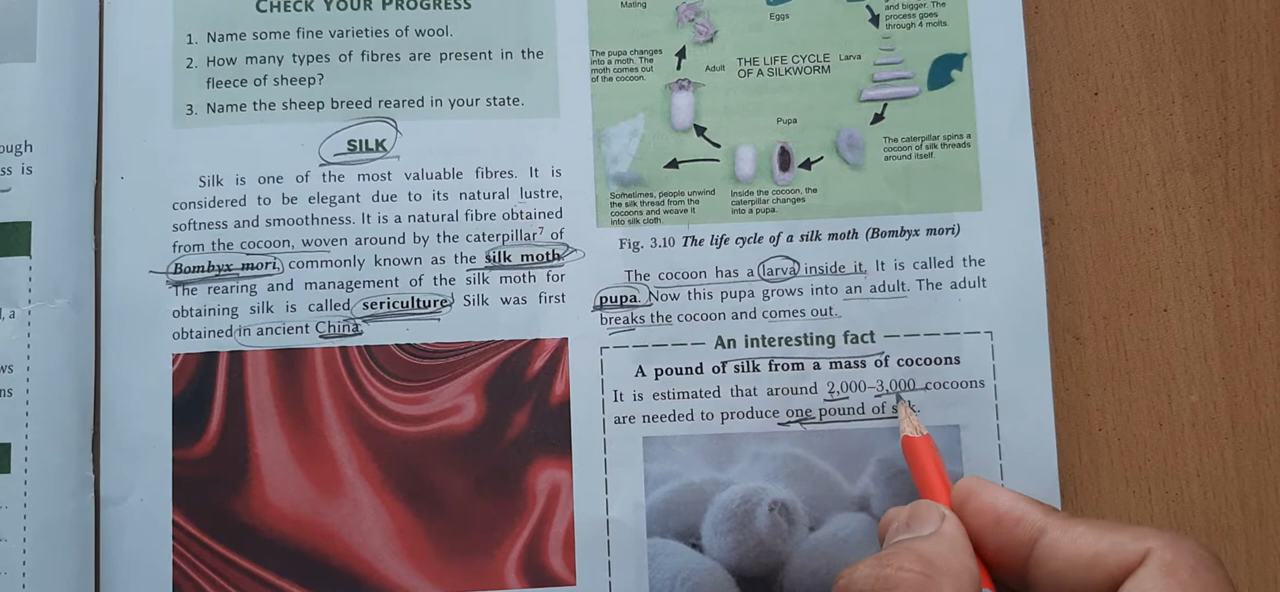 ough
ss is
, a
ws
ns
CHECK YOUR PROGRESS
1. Name some fine varieties of wool.
2. How many types of fibres are present in the
fleece of sheep?
3. Name the sheep breed reared in your state.
SILK
Silk is one of the most valuable fibres. It is
considered to be elegant due to its natural lustre,
softness and smoothness. It is a natural fibre obtained
from the cocoon, woven around by the caterpillar7 of
Bombyx mori, commonly known as the silk moth.
The rearing and management of the silk moth for
obtaining silk is called sericulture. Silk was first
obtained in ancient China.
Mating
Eggs
and bigger. The
process goes
through 4 molts.
The pupa changes
into a moth. The
moth comes out
of the cocoon.
Adult
THE LIFE CYCLE
OF A SILKWORM
Larva
Pupa
The caterpillar spins a
cocoon of silk threads
around itself.
Sometimes, people unwind
the silk thread from the
cocoons and weave it
into silk cloth.
Inside the cocoon, the
caterpillar changes
into a pupa.
Fig. 3.10 The life cycle of a silk moth (Bombyx mori)
The cocoon has a larva inside it. It is called the
pupa. Now this pupa grows into an adult. The adult
breaks the cocoon and comes out.
An interesting fact
A pound of silk from a mass of cocoons
It is estimated that around 2,000–3,000 cocoons
are needed to produce one pound of silk.